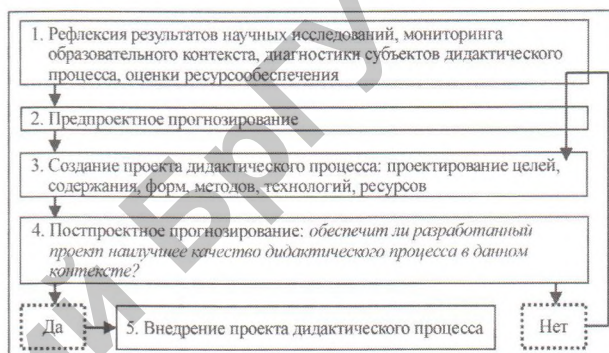 1. Рефлексия результатов научных исследований, мониторинга
образовательного контекста, диагностики субъектов дидактического
процесса, оценки ресурсообеспечения
2. Предпроектное прогнозирование
3. Создание проекта дидактического процесса: проектирование целей,
содержания, форм, методов, технологий, ресурсов
4. Постпроектное прогнозирование: обеспечит ли разработанный
проект наилучшее качество дидактического процесса в данном
контексте?
Да
5. Внедрение проекта дидактического процесса
Нет
ий БрГУ